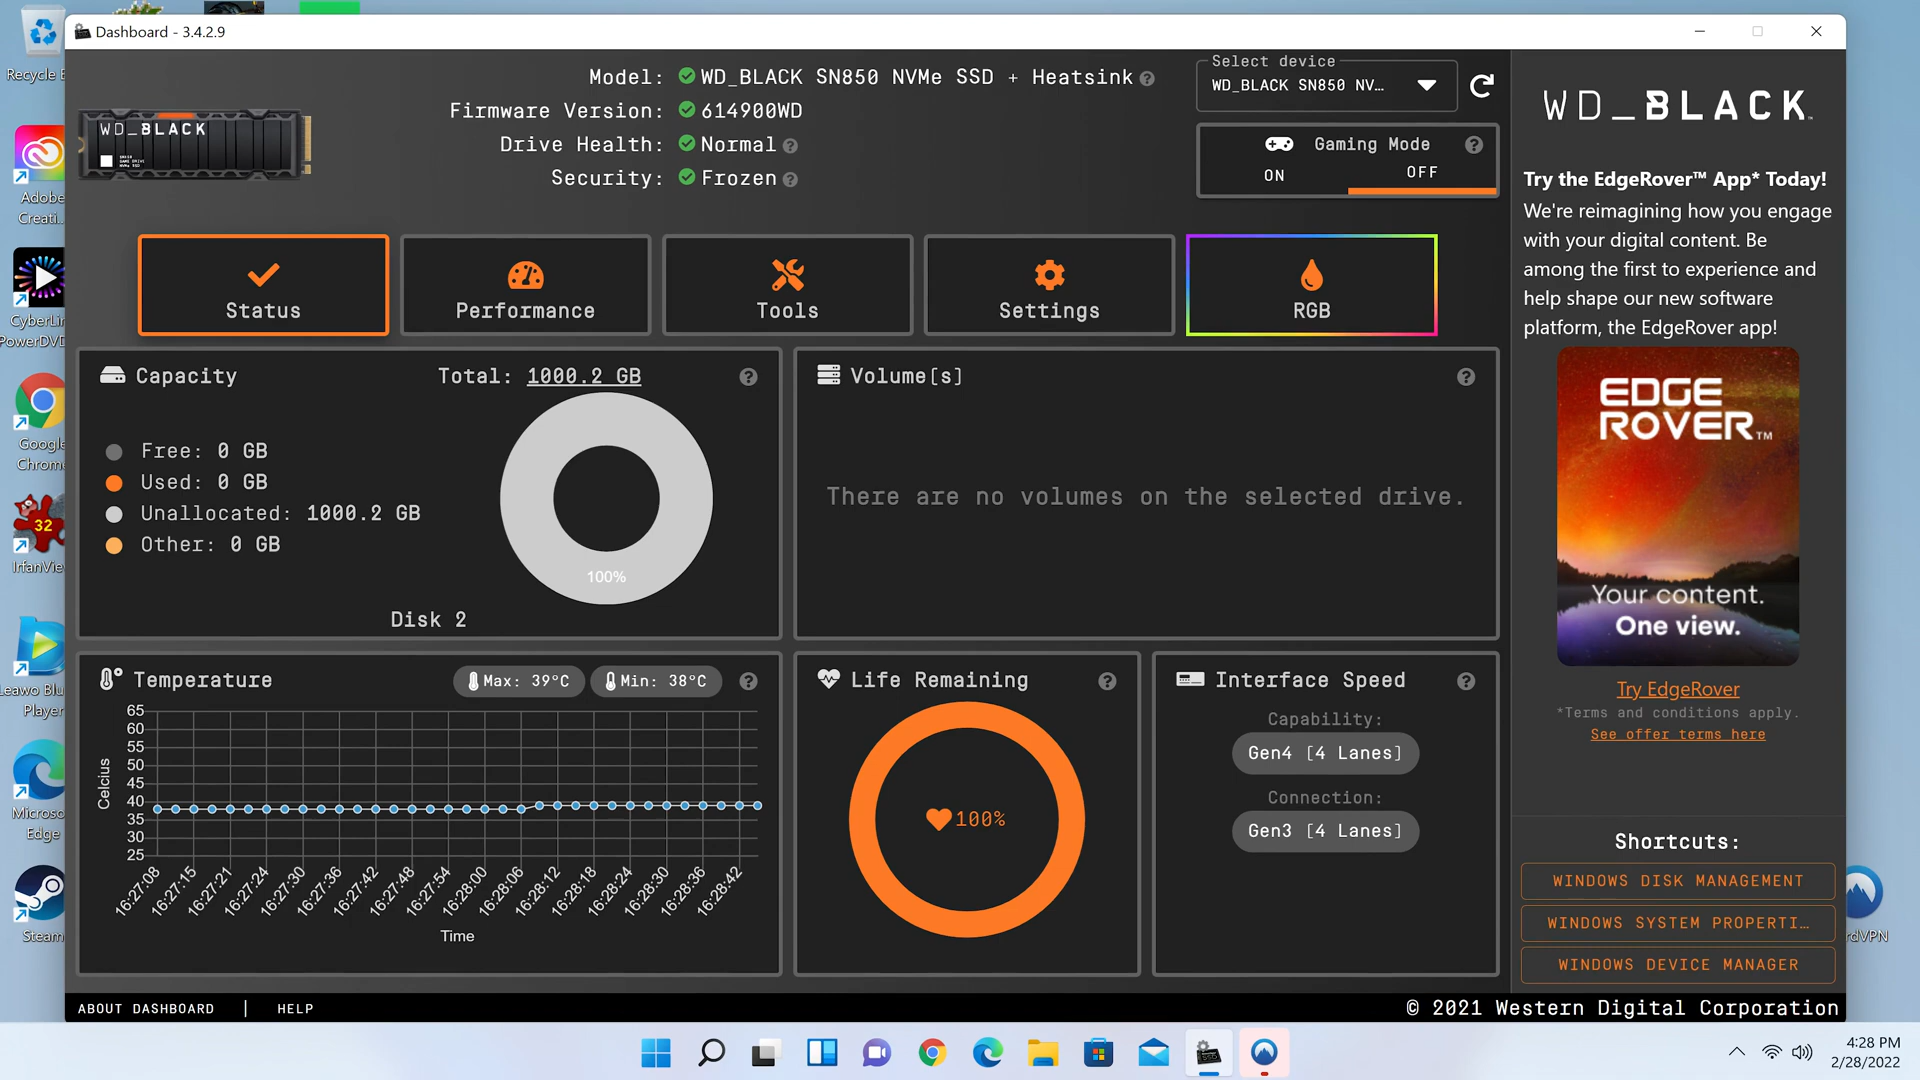 Recycle
Dashboard - 3.4.2.9
Model: WD_BLACK SN850 NVMe SSD + Heatsink
Firmware Version: 614900WD
Drive Health: Normal
Security: Frozen
WD_BLACK
Select device
WD_BLACK SN850 NV...
Gaming Mode
ON OFF
Status
Performance
Tools
Settings
RGB
Capacity
Total: 1000.2 GB
Free: 0 GB
Used: 0 GB
Unallocated: 1000.2 GB
Other: 0 GB
100%
Disk 2
Volume[s]
There are no volumes on the selected drive.
Temperature
Max: 39°C
Min: 38°C
Celcius
65
60
55
50
45
40
35
30
25
16:27:08
16:27:15
16:27:21
16:27:24
16:27:30
16:27:36
16:27:42
16:27:48
16:27:54
16:28:00
16:28:06
16:28:12
16:28:18
16:28:24
16:28:30
16:28:36
16:28:42
Time
Life Remaining
100%
Interface Speed
Capability:
Gen4 [4 Lanes]
Connection:
Gen3 [4 Lanes]
WD_BLACK™
Try the EdgeRover™ App* Today!
We're reimagining how you engage
with your digital content. Be
among the first to experience and
help shape our new software
platform, the EdgeRover app!
EDGE
ROVER™
Your content.
One view.
Try EdgeRover
*Terms and conditions apply.
See offer terms here
Shortcuts:
WINDOWS DISK MANAGEMENT
WINDOWS SYSTEM PROPERTI...
WINDOWS DEVICE MANAGER
ABOUT DASHBOARD | HELP
© 2021 Western Digital Corporation
Adobe
Creati...
CyberLin
PowerDVD
Google
Chrom
32
IrfanVie
Leawo Blu
Player
Microso
Edge
Steam
rdVPN
4:28 PM
2/28/2022